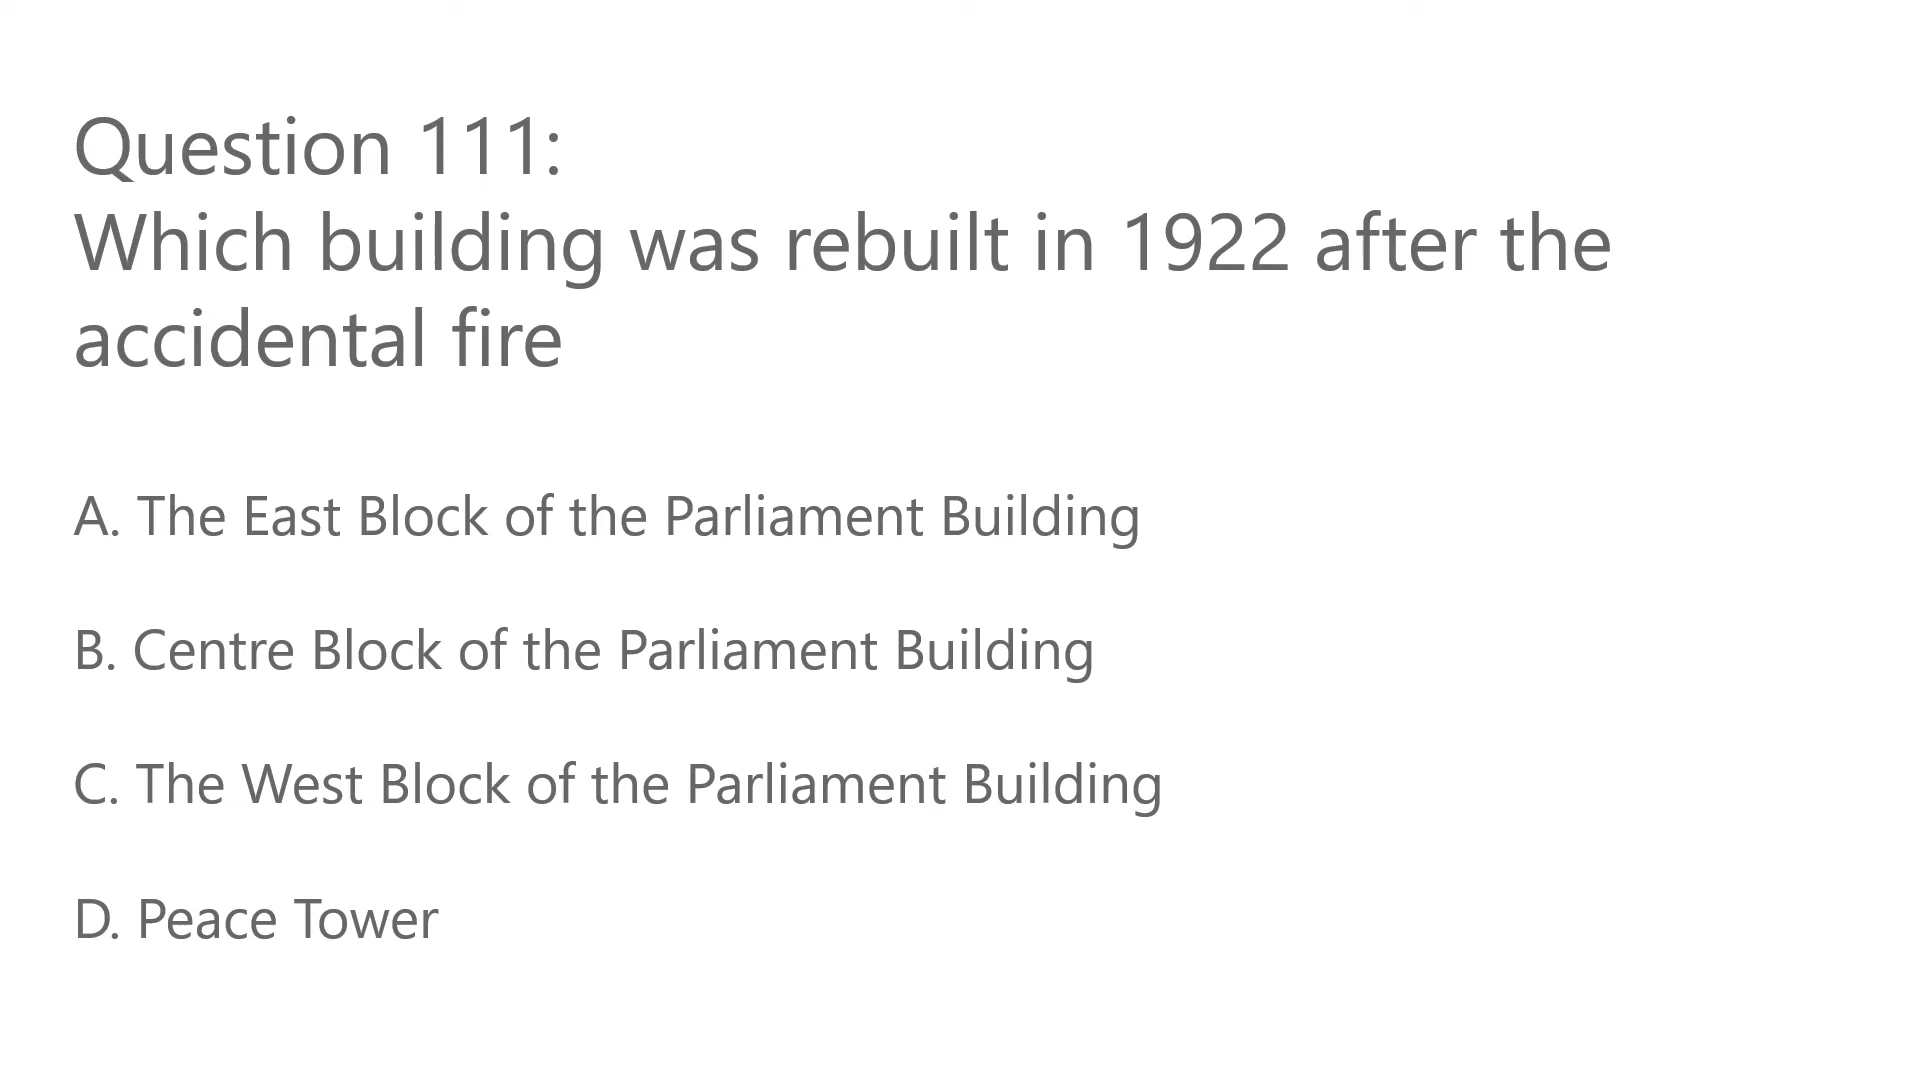 Question 111:
Which building was rebuilt in 1922 after the
accidental fire
A. The East Block of the Parliament Building
B. Centre Block of the Parliament Building
C. The West Block of the Parliament Building
D. Peace Tower